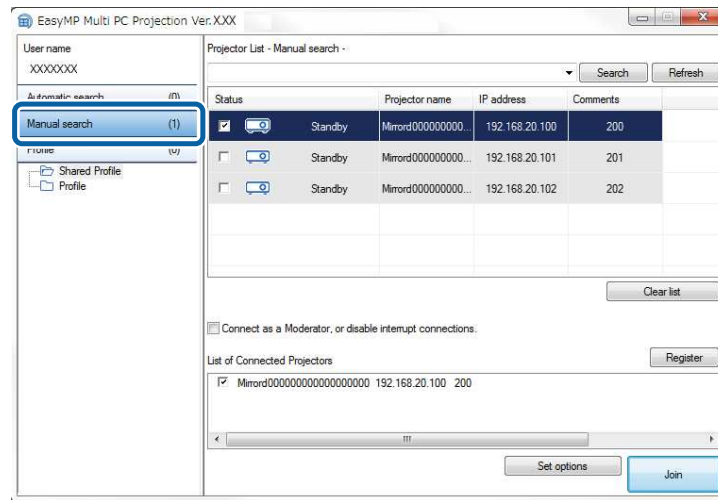 EasyMP Multi PC Projection Ver.X.XX
User name
XXXXXXX
Automatic search (0)
Manual search (1)
Profile (0)
Shared Profile
Profile
Projector List - Manual search -
Search
Refresh
Status Projector name IP address Comments
Standby Mirrord000000000... 192.168.20.100 200
Standby Mirrord000000000... 192.168.20.101 201
Standby Mirrord000000000... 192.168.20.102 202
Clear list
Connect as a Moderator, or disable interrupt connections.
List of Connected Projectors
Register
Mirrord000000000000000000 192.168.20.100 200
Set options
Join